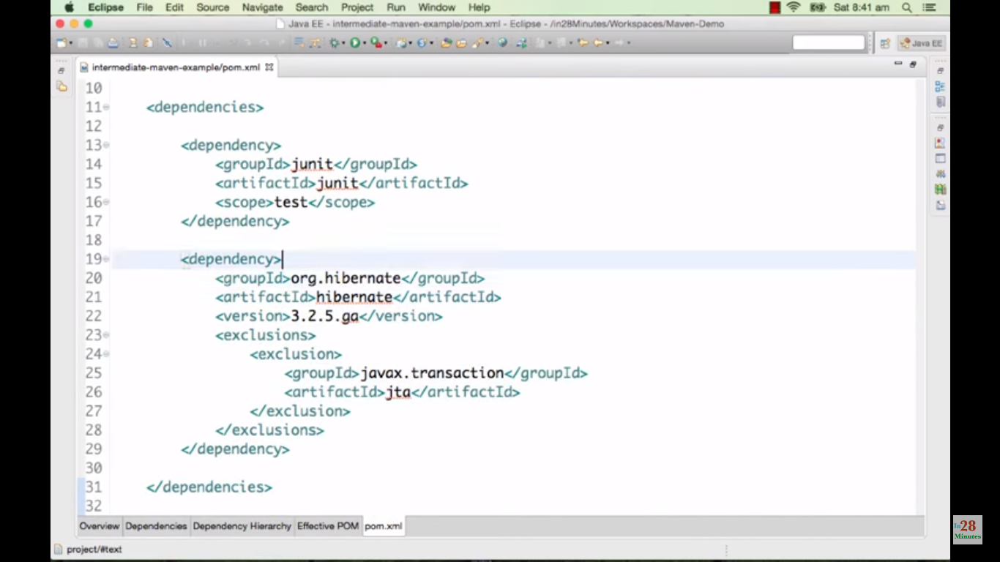 Eclipse File Edit Source Navigate Search Project Run Window Help Sat 8:41 am
Java EE - intermediate-maven-example/pom.xml - Eclipse - /in28Minutes/Workspaces/Maven-Demo
Java EE
intermediate-maven-example/pom.xml
10
11 <dependencies>
12
13 <dependency>
14 <groupId>junit</groupId>
15 <artifactId>junit</artifactId>
16 <scope>test</scope>
17 </dependency>
18
19 <dependency>
20 <groupId>org.hibernate</groupId>
21 <artifactId>hibernate</artifactId>
22 <version>3.2.5.ga</version>
23 <exclusions>
24 <exclusion>
25 <groupId>javax.transaction</groupId>
26 <artifactId>jta</artifactId>
27 </exclusion>
28 </exclusions>
29 </dependency>
30
31 </dependencies>
32
Overview Dependencies Dependency Hierarchy Effective POM pom.xml
project/#text
In28
Minutes